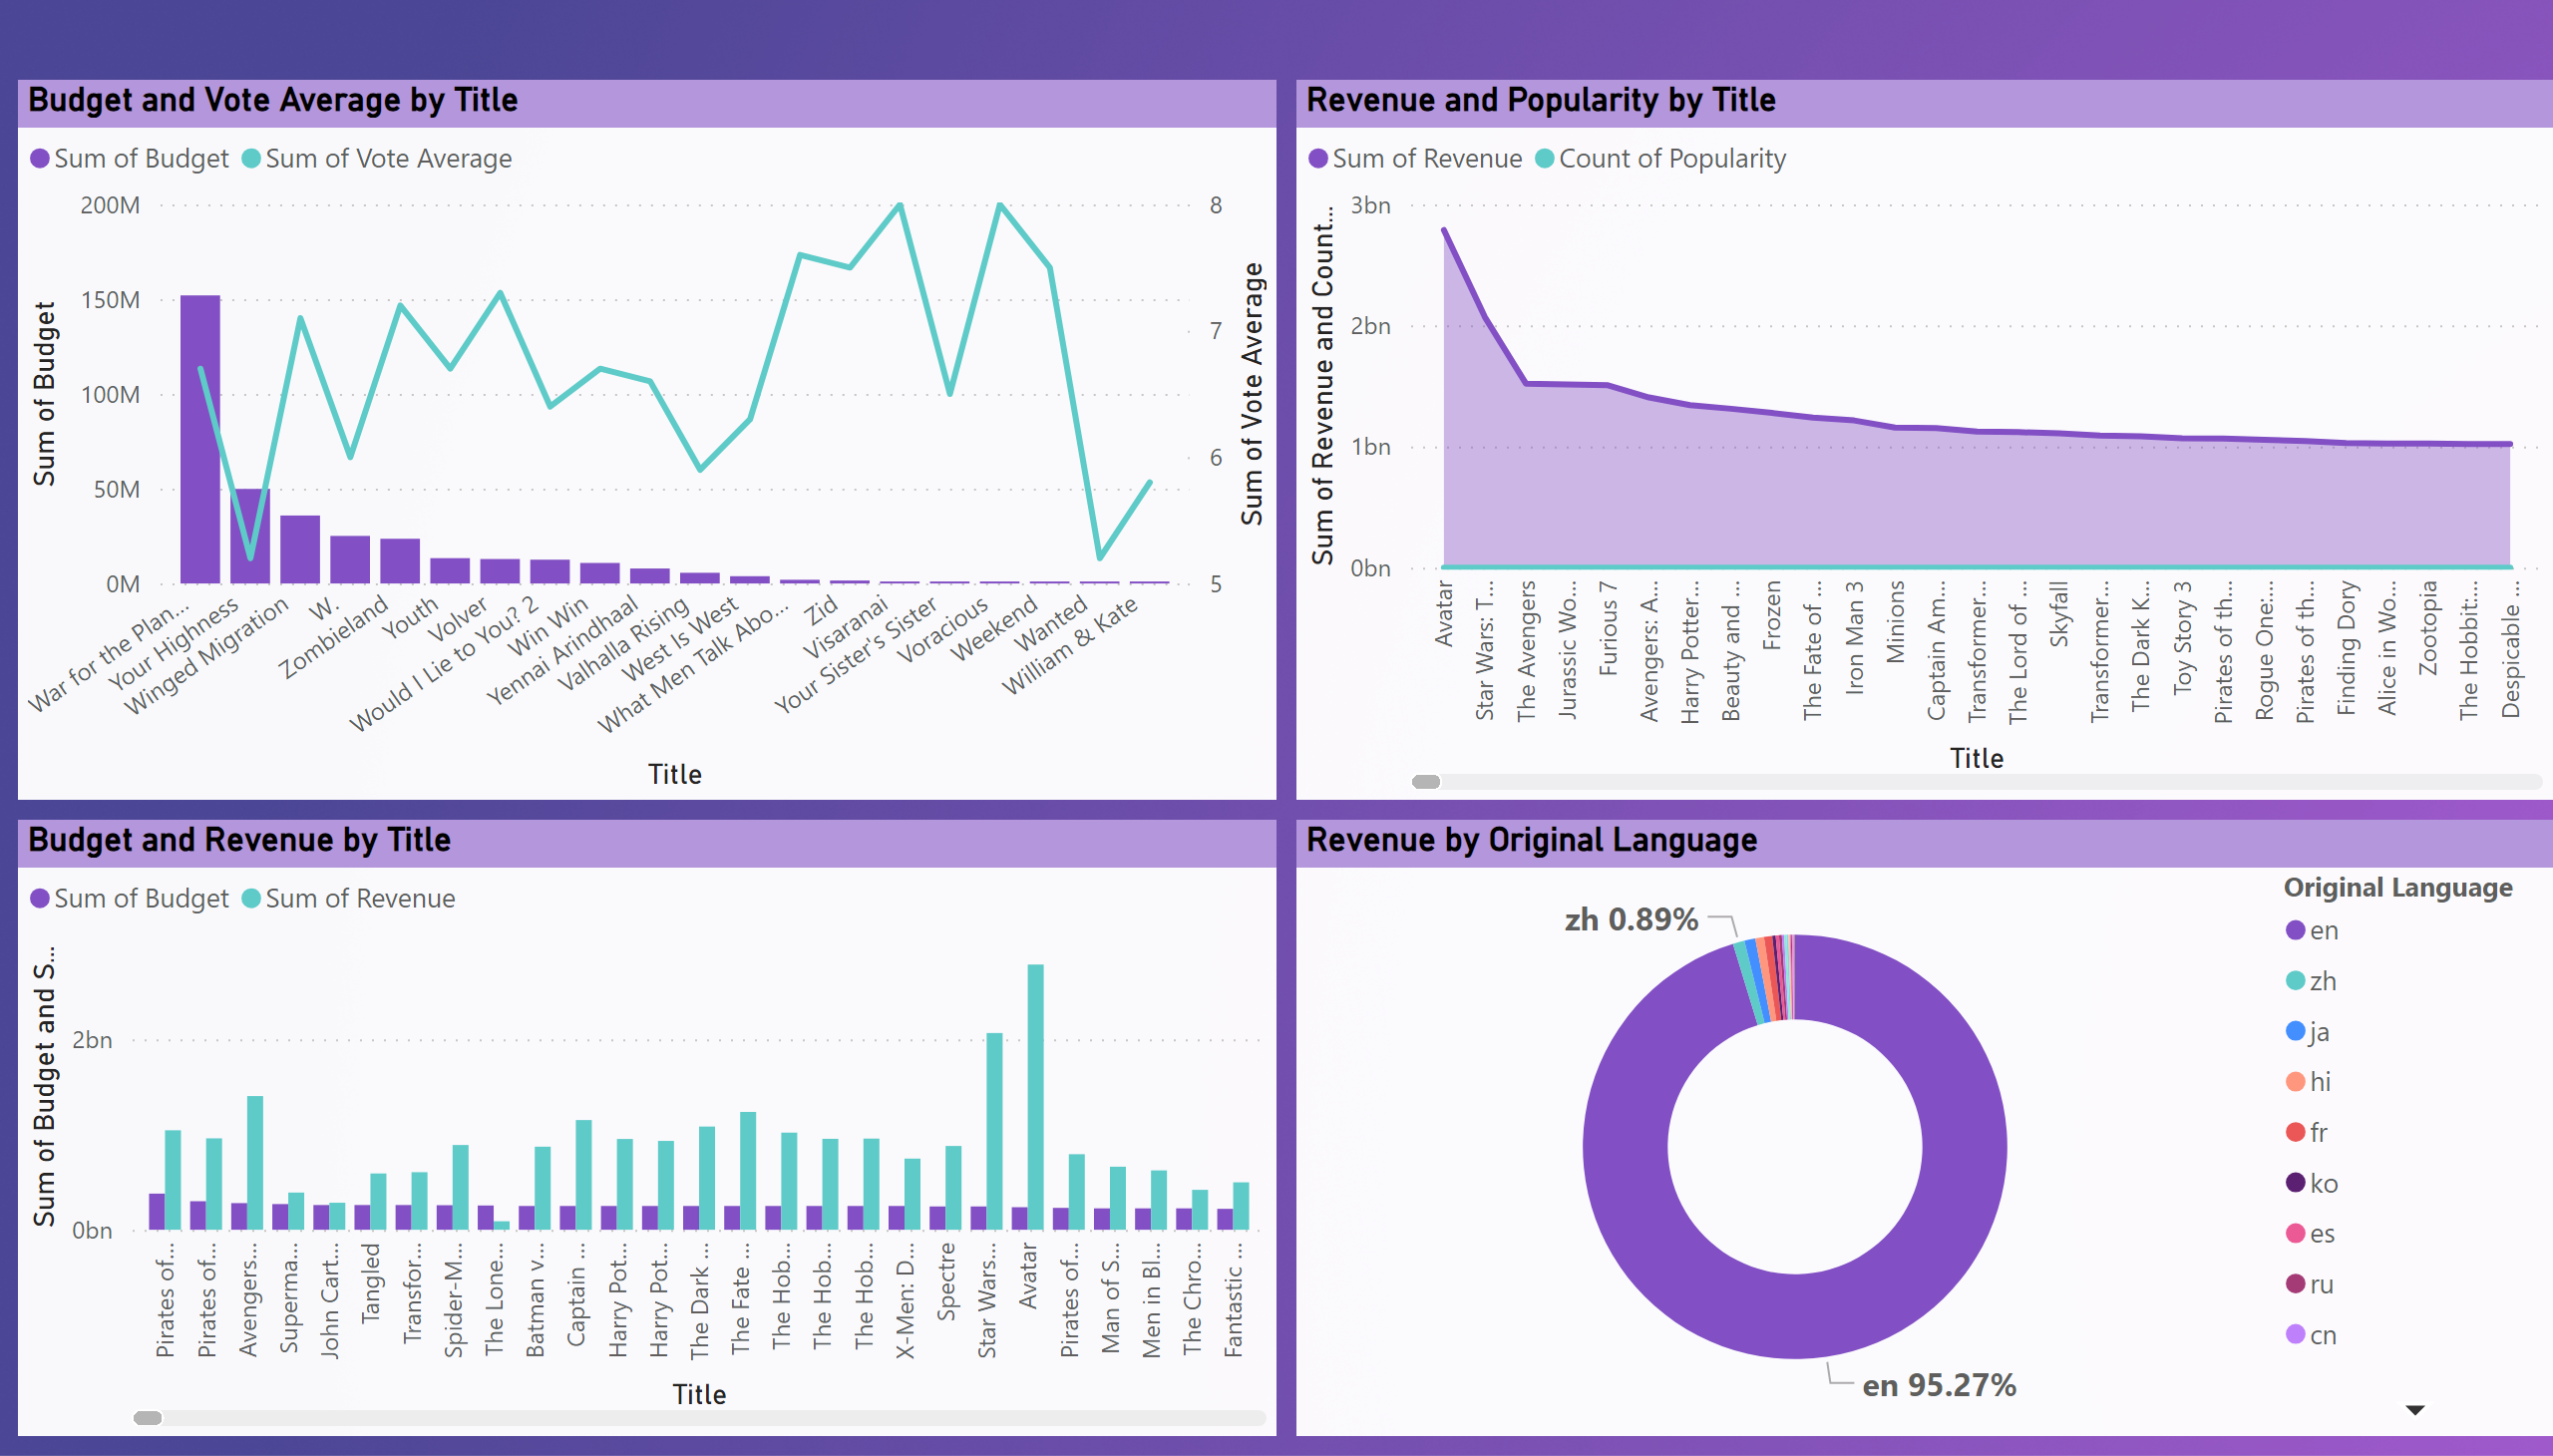 Budget and Vote Average by Title
Sum of Budget Sum of Vote Average
Sum of Budget
200M
150M
100M
50M
0M
8
7
6
5
Sum of Vote Average
War for the Plan...
Your Highness
Winged Migration
W.
Zombieland
Youth
Volver
Would I Lie to You? 2
Win Win
Yennai Arindhaal
Valhalla Rising
West Is West
What Men Talk Abo...
Zid
Visaranai
Your Sister's Sister
Voracious
Weekend
Wanted
William & Kate
Title
Revenue and Popularity by Title
Sum of Revenue Count of Popularity
Sum of Revenue and Count...
3bn
2bn
1bn
0bn
Avatar
Star Wars: T...
The Avengers
Jurassic Wo...
Furious 7
Avengers: A...
Harry Potter...
Beauty and ...
Frozen
The Fate of ...
Iron Man 3
Minions
Captain Am...
Transformer...
The Lord of ...
Skyfall
Transformer...
The Dark K...
Toy Story 3
Pirates of th...
Rogue One:...
Pirates of th...
Finding Dory
Alice in Wo...
Zootopia
The Hobbit:...
Despicable ...
Title
Budget and Revenue by Title
Sum of Budget Sum of Revenue
Sum of Budget and S...
2bn
0bn
Pirates of...
Pirates of...
Avengers...
Superma...
John Cart...
Tangled
Transfor...
Spider-M...
The Lone...
Batman v...
Captain ...
Harry Pot...
Harry Pot...
The Dark ...
The Fate ...
The Hob...
The Hob...
The Hob...
X-Men: D...
Spectre
Star Wars...
Avatar
Pirates of...
Man of S...
Men in Bl...
The Chro...
Fantastic ...
Title
Revenue by Original Language
zh 0.89%
en 95.27%
Original Language
en
zh
ja
hi
fr
ko
es
ru
cn